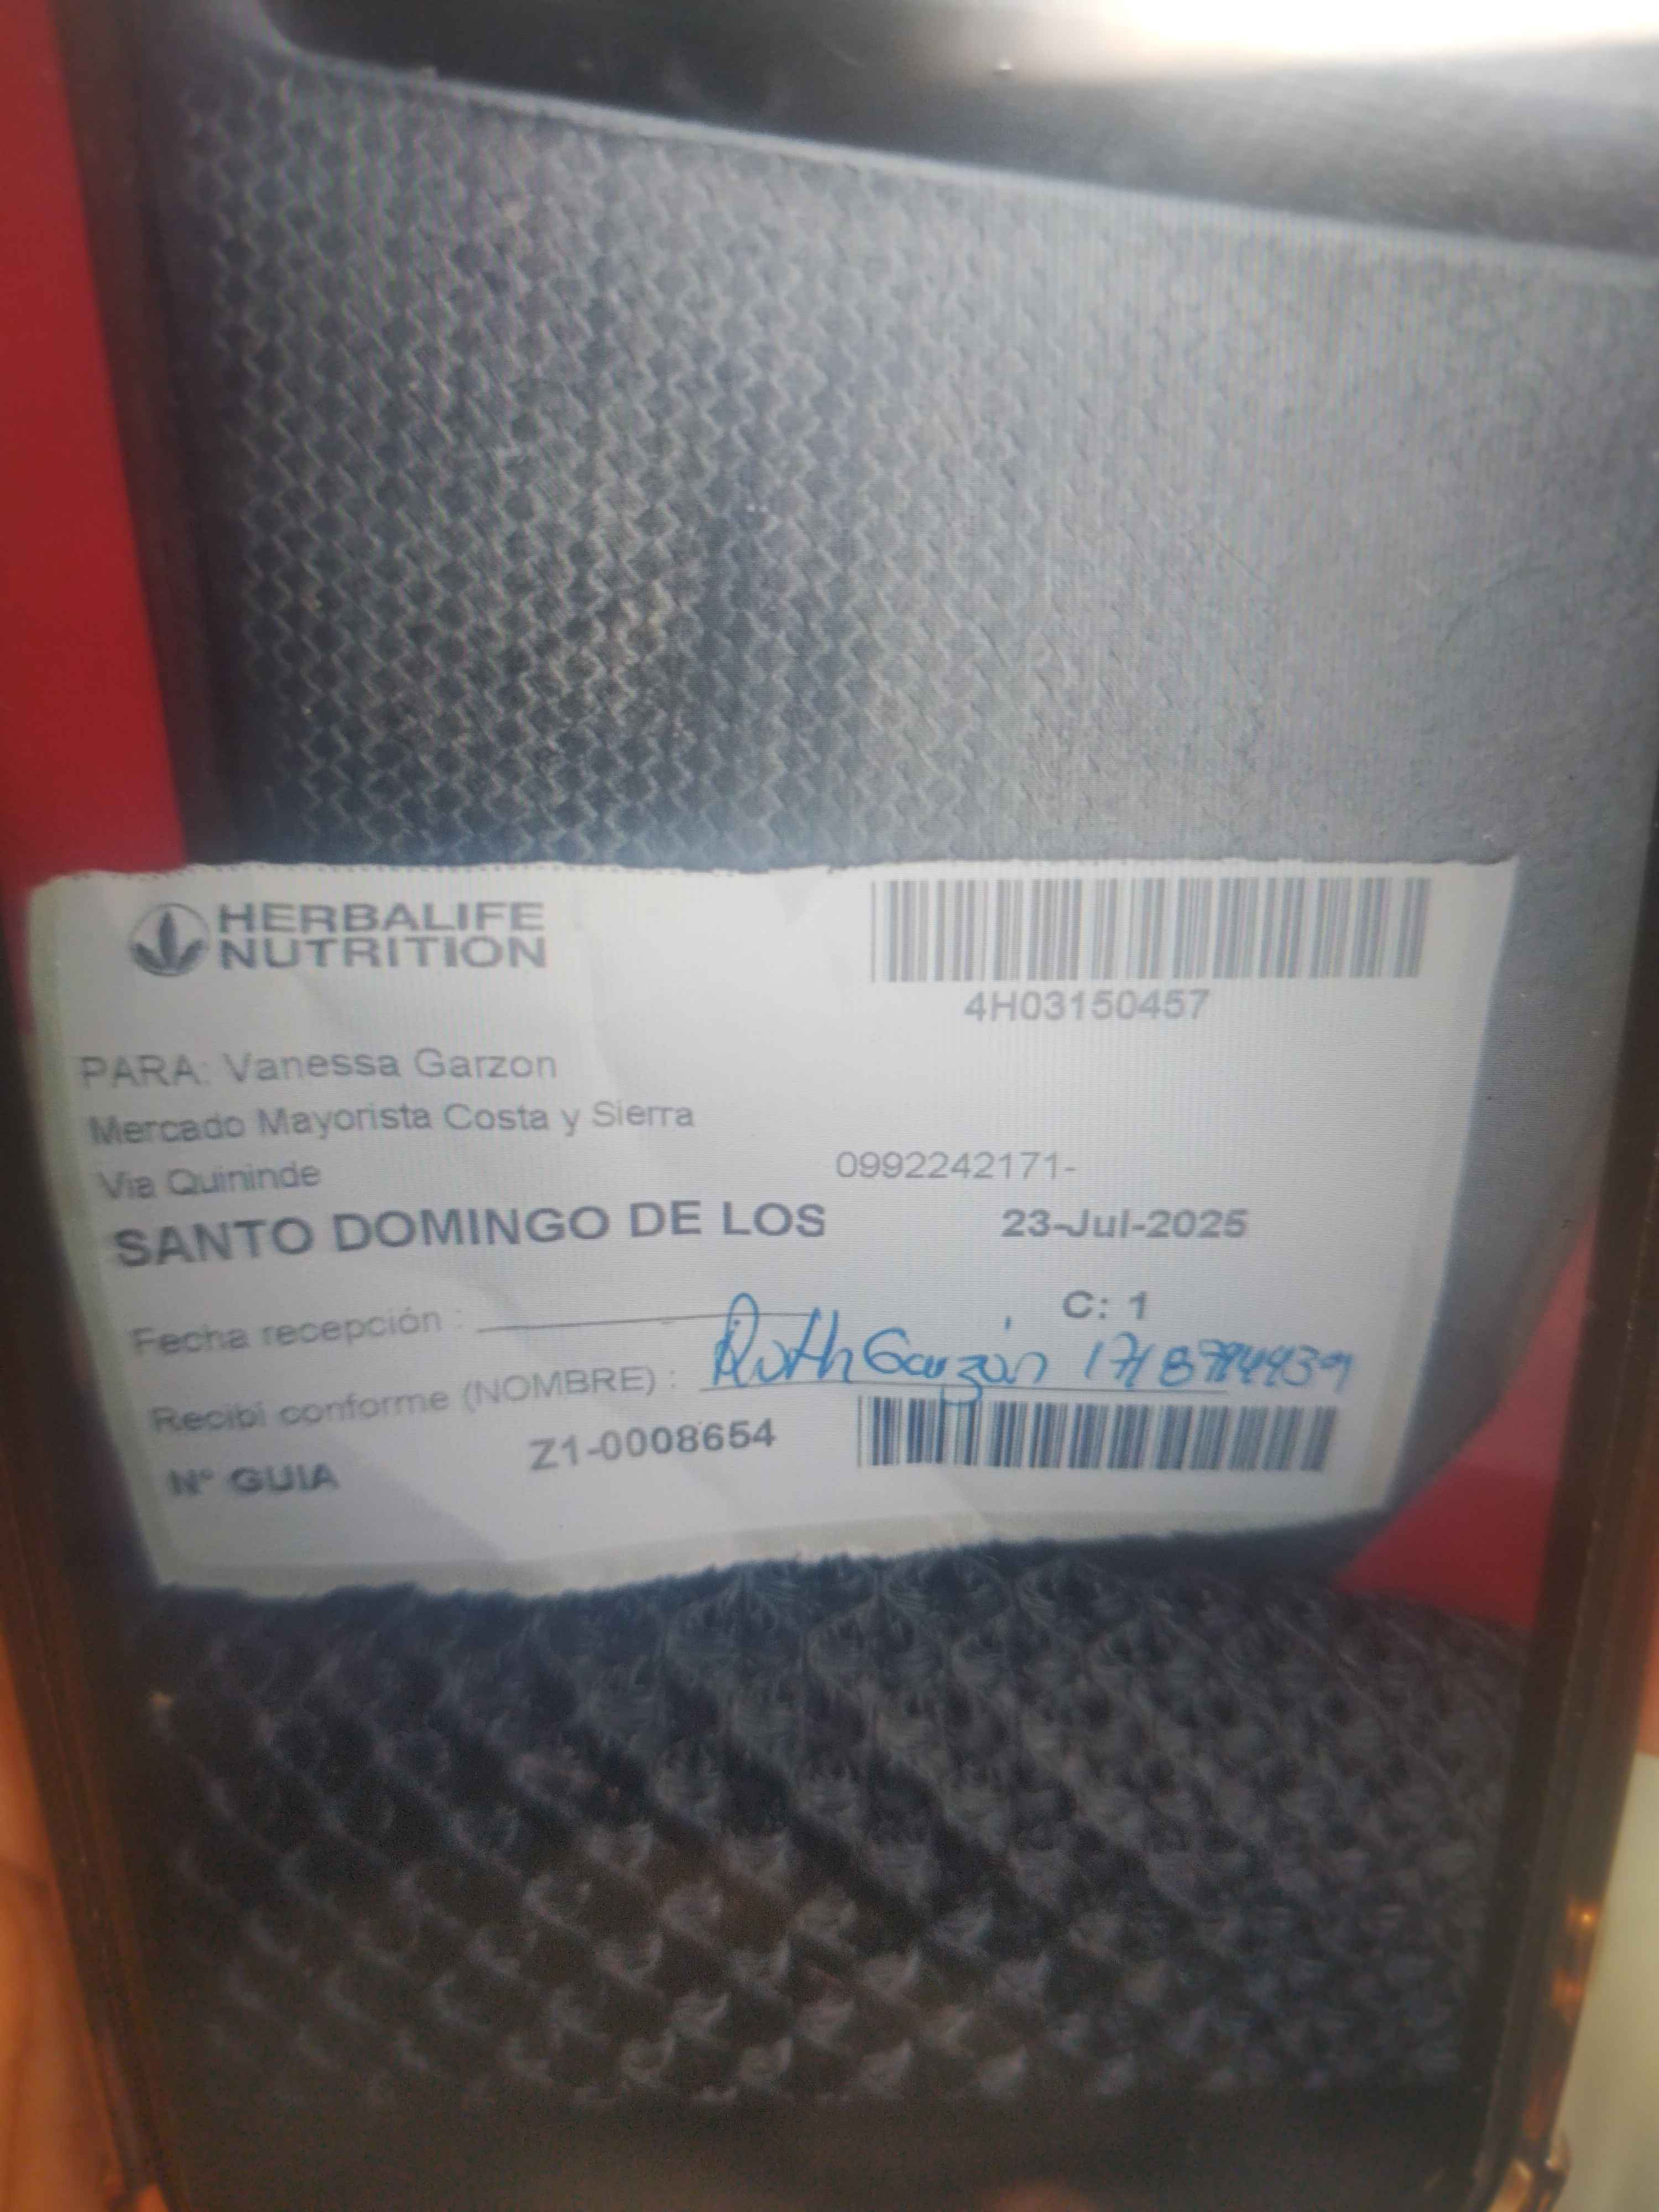 HERBALIFE
NUTRITION
4H03150457
PARA: Vanessa Garzon
Mercado Mayorista Costa y Sierra
Via Quininde
0992242171-
SANTO DOMINGO DE LOS
23-Jul-2025
C: 1
Fecha recepción :
Recibi conforme (NOMBRE) : Ruth Garzón
Nº GUIA
Z1-0008654